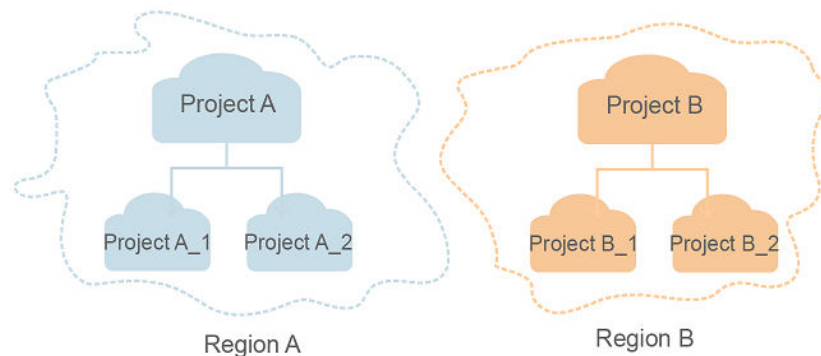 Project A
Project A_1
Project A_2
Region A
Project B
Project B_1
Project B_2
Region B